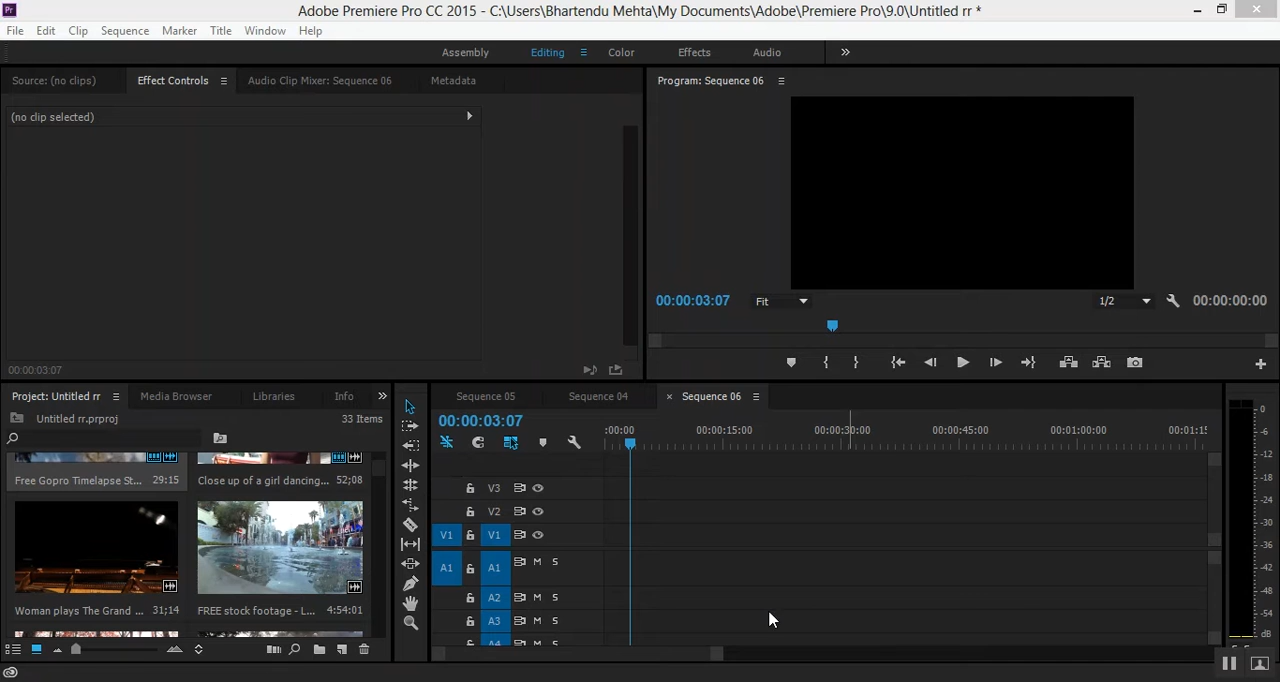 Pr
Adobe Premiere Pro CC 2015 - C:\Users\Bhartendu Mehta\My Documents\Adobe\Premiere Pro\9.0\Untitled rr *
File Edit Clip Sequence Marker Title Window Help
Assembly Editing Color Effects Audio
Source: (no clips) Effect Controls Audio Clip Mixer: Sequence 06 Metadata
Program: Sequence 06
(no clip selected)
00:00:03:07 Fit 1/2 00:00:00:00
00:00:03:07
Project: Untitled rr Media Browser Libraries Info
Untitled rr.prproj 33 Items
Free Gopro Timelapse St... 29:15
Close up of a girl dancing... 52;08
Woman plays The Grand ... 31;14
FREE stock footage - L... 4:54:01
Sequence 05 Sequence 04 Sequence 06
00:00:03:07
:00:00 00:00:15:00 00:00:30:00 00:00:45:00 00:01:00:00 00:01:15
V3
V2
V1 V1
A1 A1 M S
A2 M S
A3 M S
A4 M S
0
-6
-12
-18
-24
-30
-36
-42
-48
-54
dB